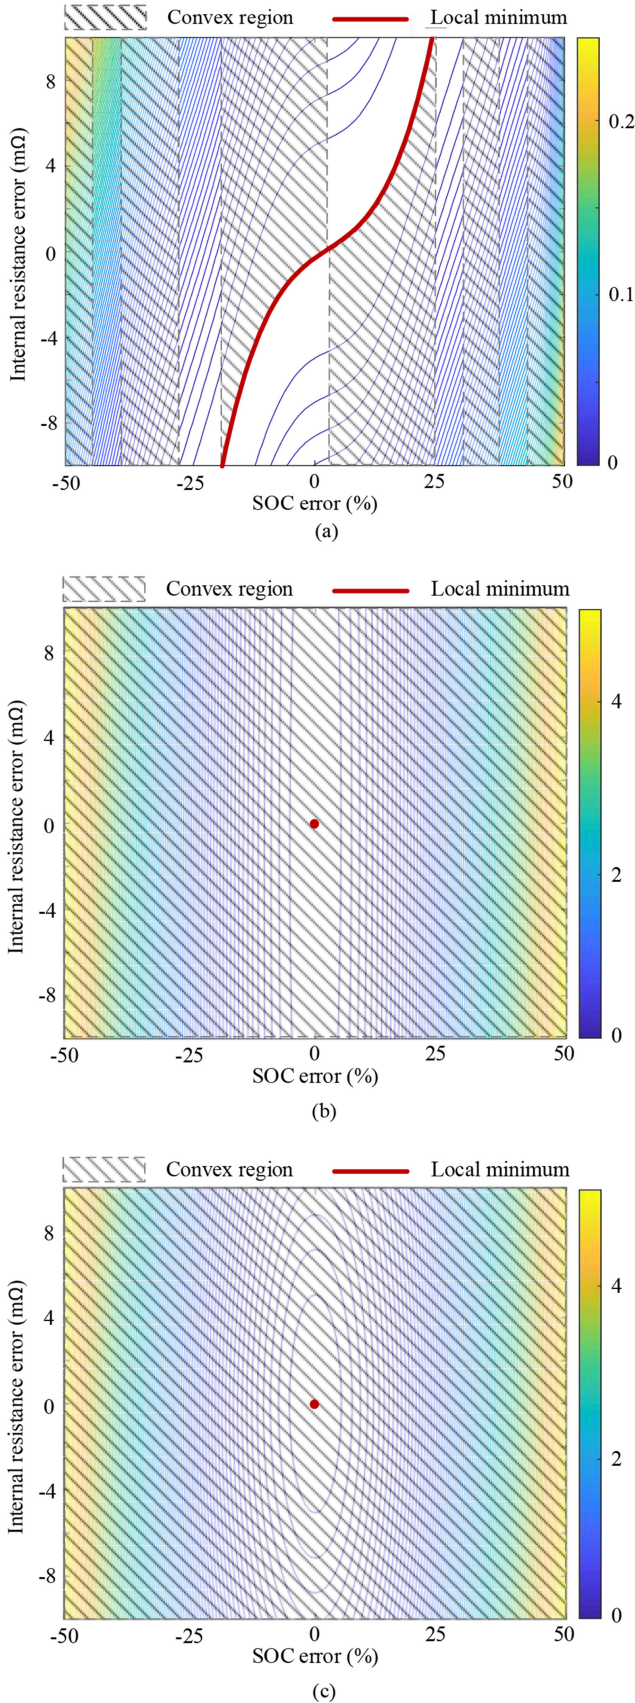 Convex region Local minimum
Internal resistance error (mΩ)
8
4
0
-4
-8
-50 -25 0 25 50
SOC error (%)
0.2
0.1
0
(a)
Convex region Local minimum
Internal resistance error (mΩ)
8
4
0
-4
-8
-50 -25 0 25 50
SOC error (%)
4
2
0
(b)
Convex region Local minimum
Internal resistance error (mΩ)
8
4
0
-4
-8
-50 -25 0 25 50
SOC error (%)
4
2
0
(c)